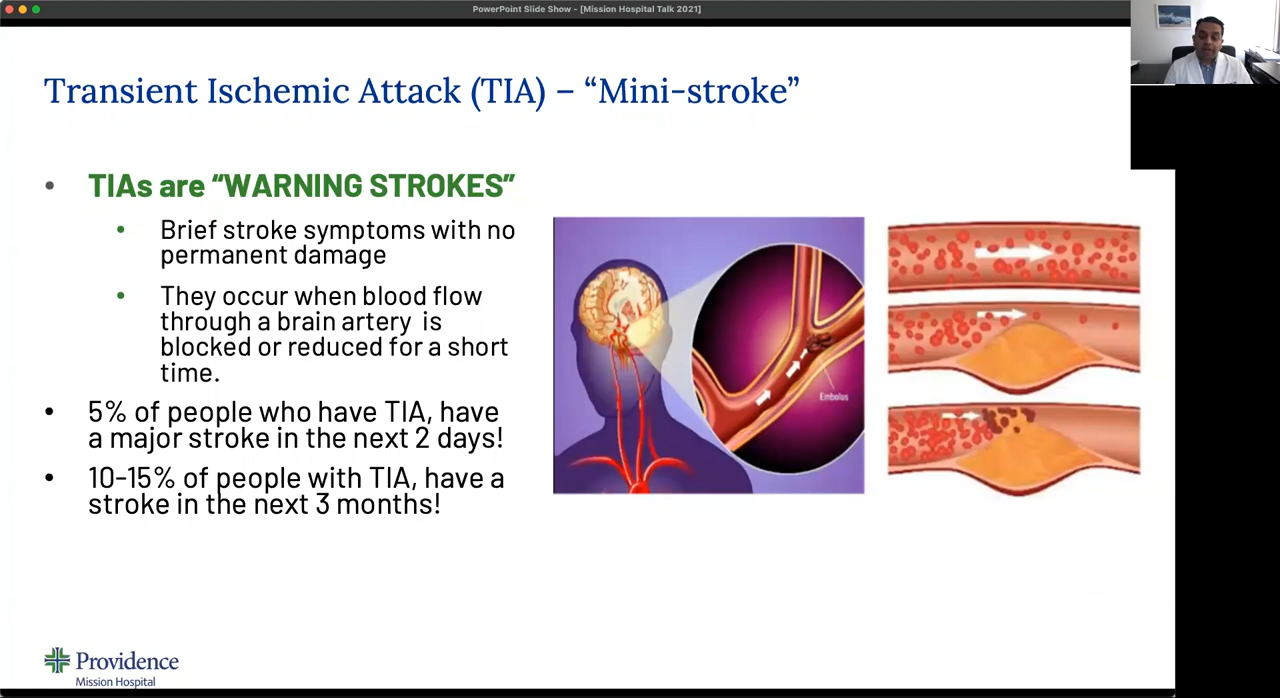 PowerPoint Slide Show - [Mission Hospital Talk 2021]
Transient Ischemic Attack (TIA) – “Mini-stroke”
• TIAs are “WARNING STROKES”
• Brief stroke symptoms with no
permanent damage
• They occur when blood flow
through a brain artery is
blocked or reduced for a short
time.
• 5% of people who have TIA, have
a major stroke in the next 2 days!
• 10-15% of people with TIA, have a
stroke in the next 3 months!
Embolus
Providence
Mission Hospital